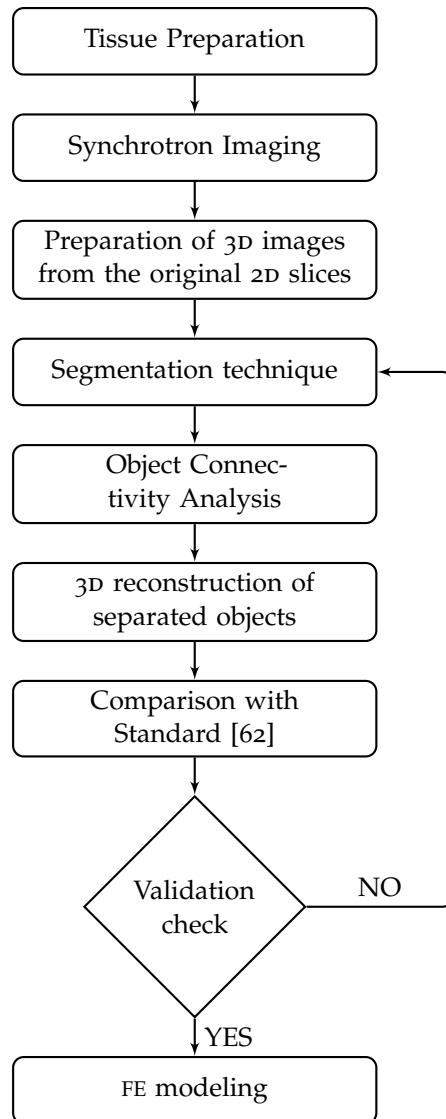 Tissue Preparation
Synchrotron Imaging
Preparation of 3D images
from the original 2D slices
Segmentation technique
Object Connec-
tivity Analysis
3D reconstruction of
separated objects
Comparison with
Standard [62]
Validation
check
NO
YES
FE modeling